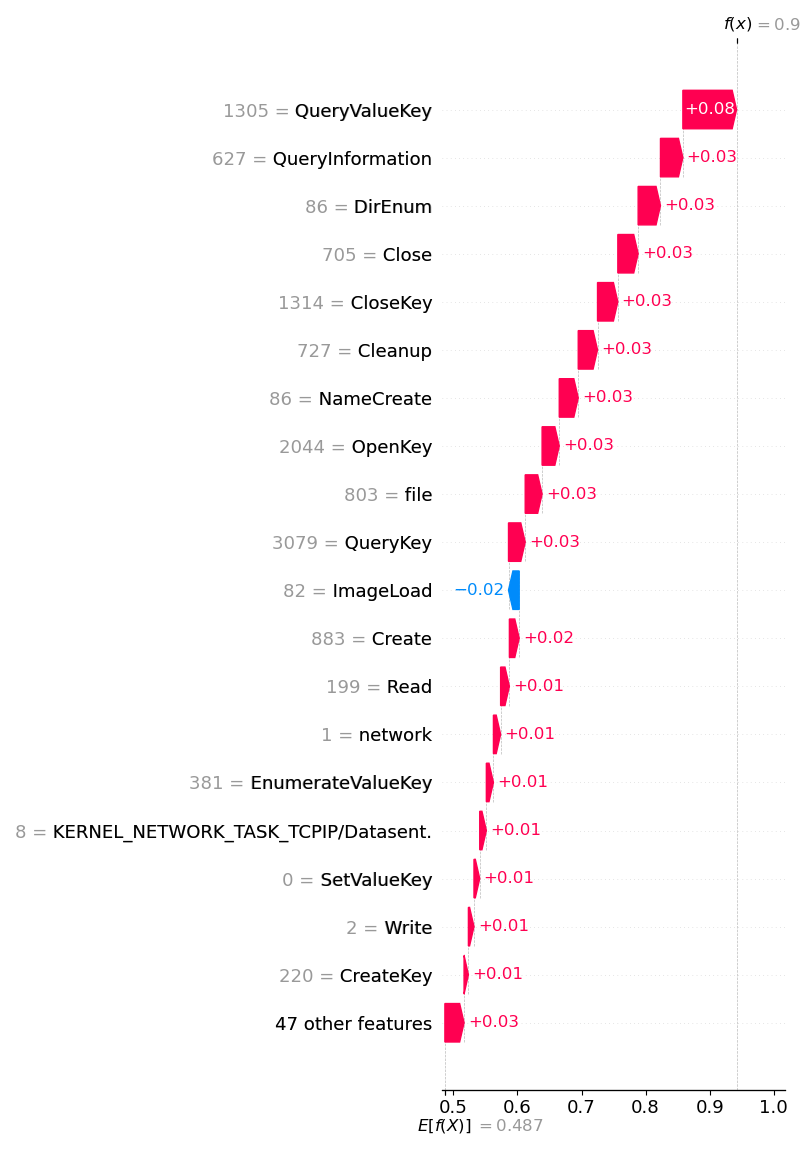 f(x) = 0.9
1305 = QueryValueKey +0.08
627 = QueryInformation +0.03
86 = DirEnum +0.03
705 = Close +0.03
1314 = CloseKey +0.03
727 = Cleanup +0.03
86 = NameCreate +0.03
2044 = OpenKey +0.03
803 = file +0.03
3079 = QueryKey +0.03
82 = ImageLoad −0.02
883 = Create +0.02
199 = Read +0.01
1 = network +0.01
381 = EnumerateValueKey +0.01
8 = KERNEL_NETWORK_TASK_TCPIP/Datasent. +0.01
0 = SetValueKey +0.01
2 = Write +0.01
220 = CreateKey +0.01
47 other features +0.03
0.5 0.6 0.7 0.8 0.9 1.0
E[f(X)] = 0.487